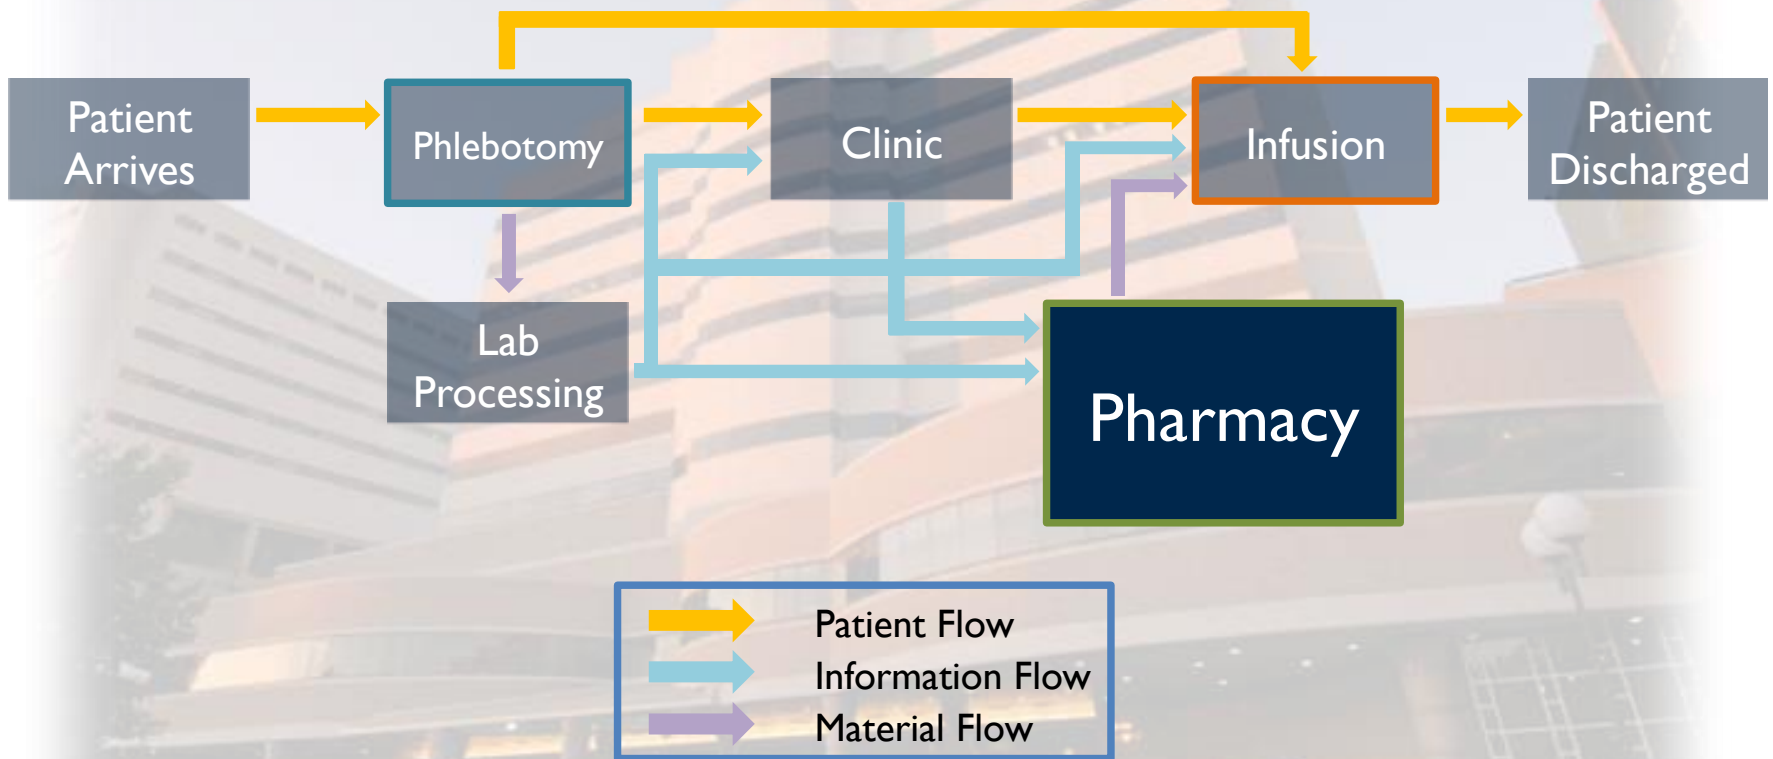 Patient
Arrives
Phlebotomy
Clinic
Infusion
Patient
Discharged
Lab
Processing
Pharmacy
Patient Flow
Information Flow
Material Flow